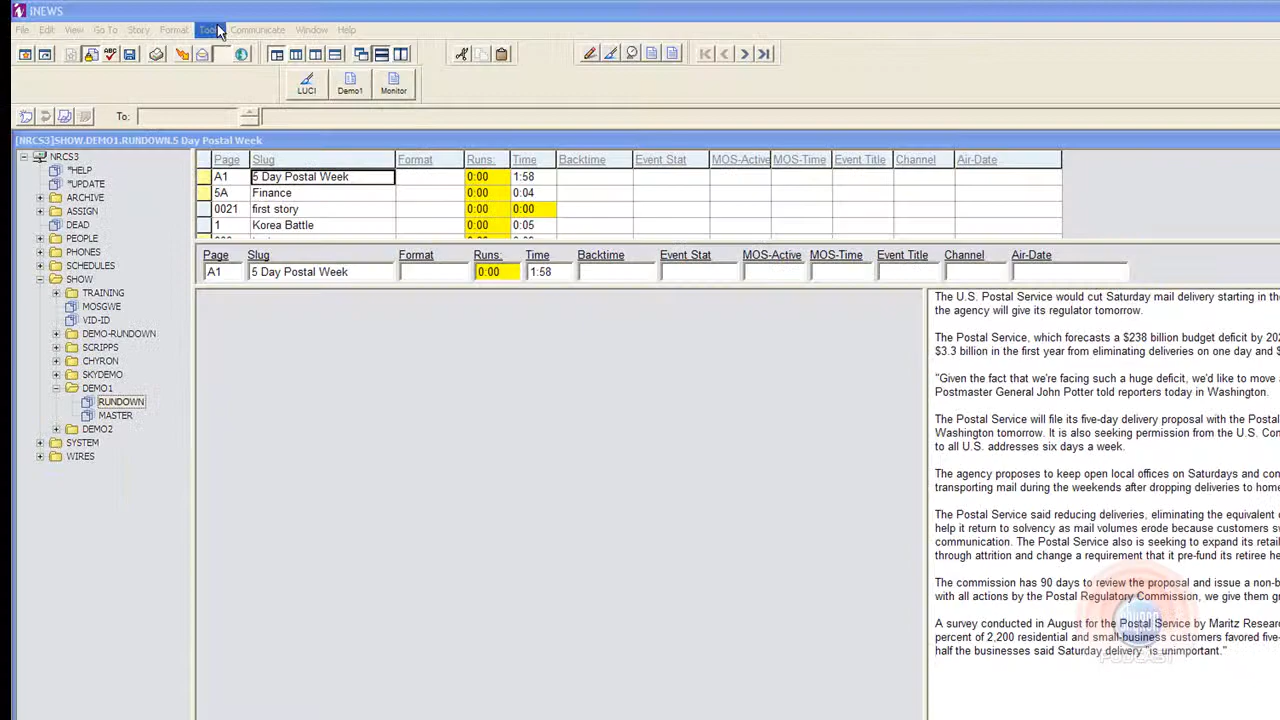 iNEWS
File Edit View Go To Story Format Tools Communicate Window Help
LUCI Demo1 Monitor
To:
[NRCS3]SHOW.DEMO1.RUNDOWN.5 Day Postal Week
NRCS3
*HELP
*UPDATE
ARCHIVE
ASSIGN
DEAD
PEOPLE
PHONES
SCHEDULES
SHOW
TRAINING
MOSGWE
VID-ID
DEMO-RUNDOWN
SCRIPPS
CHYRON
SKYDEMO
DEMO1
RUNDOWN
MASTER
DEMO2
SYSTEM
WIRES
Page Slug Format Runs: Time Backtime Event Stat MOS-Active MOS-Time Event Title Channel Air-Date
A1 5 Day Postal Week 0:00 1:58
5A Finance 0:00 0:04
0021 first story 0:00 0:00
1 Korea Battle 0:00 0:05
Page Slug Format Runs: Time Backtime Event Stat MOS-Active MOS-Time Event Title Channel Air-Date
A1 5 Day Postal Week 0:00 1:58
The U.S. Postal Service would cut Saturday mail delivery starting in the
the agency will give its regulator tomorrow.
The Postal Service, which forecasts a $238 billion budget deficit by 202
$3.3 billion in the first year from eliminating deliveries on one day and $
"Given the fact that we're facing such a huge deficit, we'd like to move
Postmaster General John Potter told reporters today in Washington.
The Postal Service will file its five-day delivery proposal with the Postal
Washington tomorrow. It is also seeking permission from the U.S. Con
to all U.S. addresses six days a week.
The agency proposes to keep open local offices on Saturdays and con
transporting mail during the weekends after dropping deliveries to home
The Postal Service said reducing deliveries, eliminating the equivalent o
help it return to solvency as mail volumes erode because customers sw
communication. The Postal Service also is seeking to expand its retail
through attrition and change a requirement that it pre-fund its retiree he
The commission has 90 days to review the proposal and issue a non-b
with all actions by the Postal Regulatory Commission, we give them gr
A survey conducted in August for the Postal Service by Maritz Resear
percent of 2,200 residential and small-business customers favored five-
half the businesses said Saturday delivery "is unimportant."
PODCAST